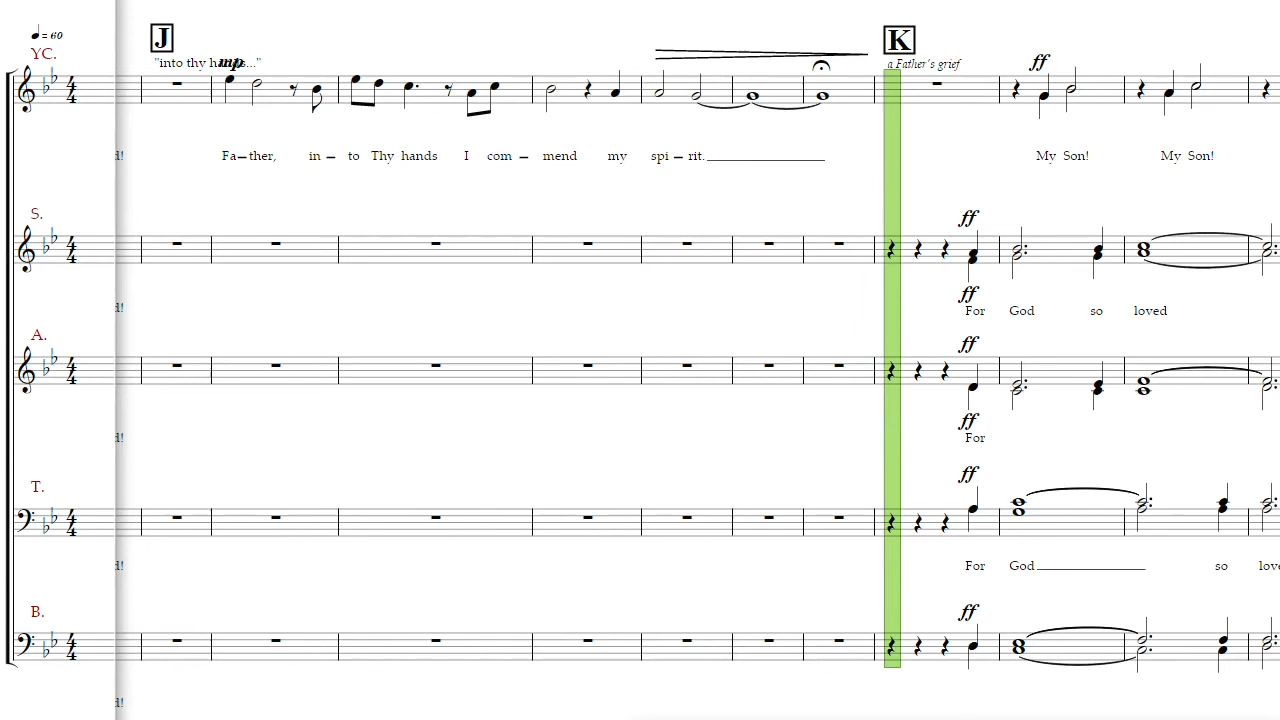 ♩ = 60
J
K
YC.
"into thy hands..."
mp
a Father's grief
ff
d!
Fa – ther, in – to Thy hands I com – mend my spi – rit.
My Son! My Son!
S.
ff
ff
d!
For God so loved
A.
ff
ff
d!
For
T.
ff
d!
For God so love
B.
ff
d!